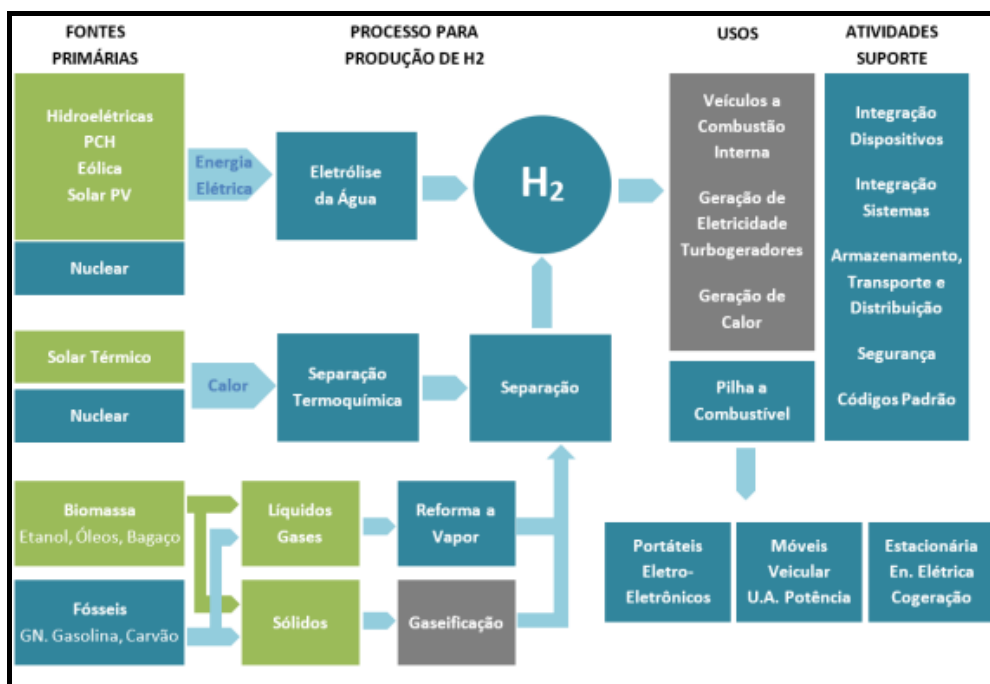 FONTES
PRIMÁRIAS
PROCESSO PARA
PRODUÇÃO DE H2
USOS
ATIVIDADES
SUPORTE
Hidroelétricas
PCH
Eólica
Solar PV
Nuclear
Energia
Elétrica
Eletrólise
da Água
H2
Veículos a
Combustão
Interna
Geração de
Eletricidade
Turbogeradores
Geração de
Calor
Pilha a
Combustível
Integração
Dispositivos
Integração
Sistemas
Armazenamento,
Transporte e
Distribuição
Segurança
Códigos Padrão
Solar Térmico
Nuclear
Calor
Separação
Termoquímica
Separação
Biomassa
Etanol, Óleos, Bagaço
Fósseis
GN. Gasolina, Carvão
Líquidos
Gases
Sólidos
Reforma a
Vapor
Gaseificação
Portáteis
Eletro-
Eletrônicos
Móveis
Veicular
U.A. Potência
Estacionária
En. Elétrica
Cogeração